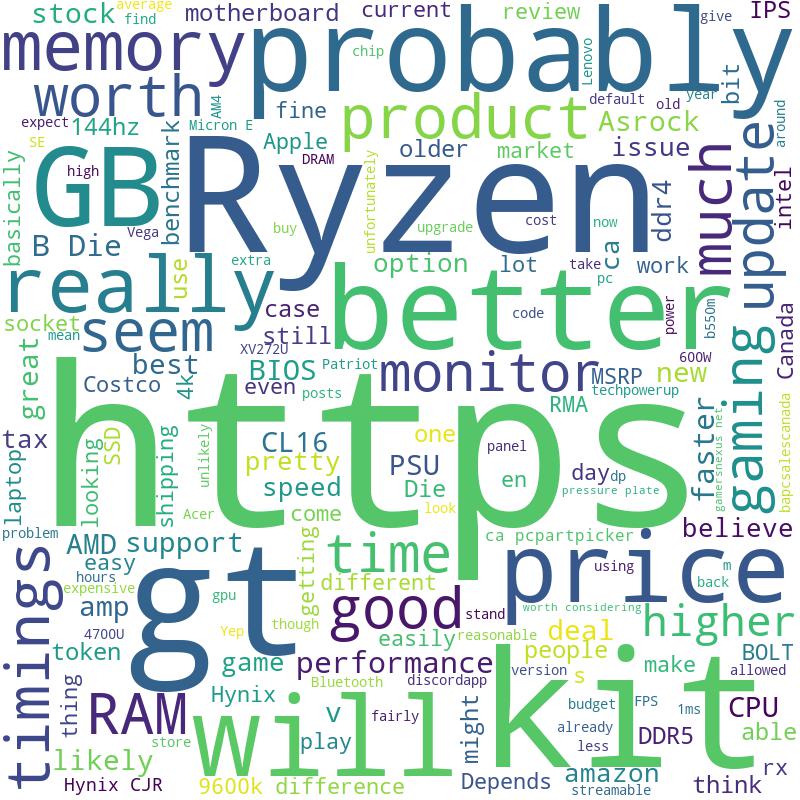 average
stock
find
motherboard
current
review
give
IPS
memory
probably
chip
Lenovo
bit
worth
AM4
fine
product
default
old
year
Asrock
around
expect
144hz
Micron E
SE
Apple
older
market
issue
high
GB
Ryzen
DRAM
benchmark
unfortunately
ddr4
much
update
intel
basically
B Die
Vega
buy
upgrade
cost
now
ca
really
extra
use
option
lot
take
pc
work
socket
mean
seem
case
still
better
code
power
b550m
Canada
great
best
XV272U
BIOS
Patriot
monitor
600W
gaming
Costco
4k
even
posts
MSRP
new
techpowerup
https
RMA
faster
gamersnexus net
bapcsalescanada
tax
looking
SSD
shipping
unlikely
CL16
one
panel
pretty
PSU
day
dp
laptop
Acer
speed
Die
en
pressure plate
look
problem
come
believe
AMD
support
getting
time
ca pcpartpicker
price
timings
easy
hours
expensive
gt
different
using
m
back
amp
gpu
good
stand
worth considering
higher
4700U
Yep
though
easily
reasonable
deal
token
people
BOLT
thing
game
performance
version
s
make
allowed
Hynix
Bluetooth
discordapp
kit
RAM
will
v
fairly
might
budget
FPS
1ms
CPU
store
play
already
DDR5
able
likely
less
rx
Hynix CJR
9600k
difference
Depends
amazon
streamable
think